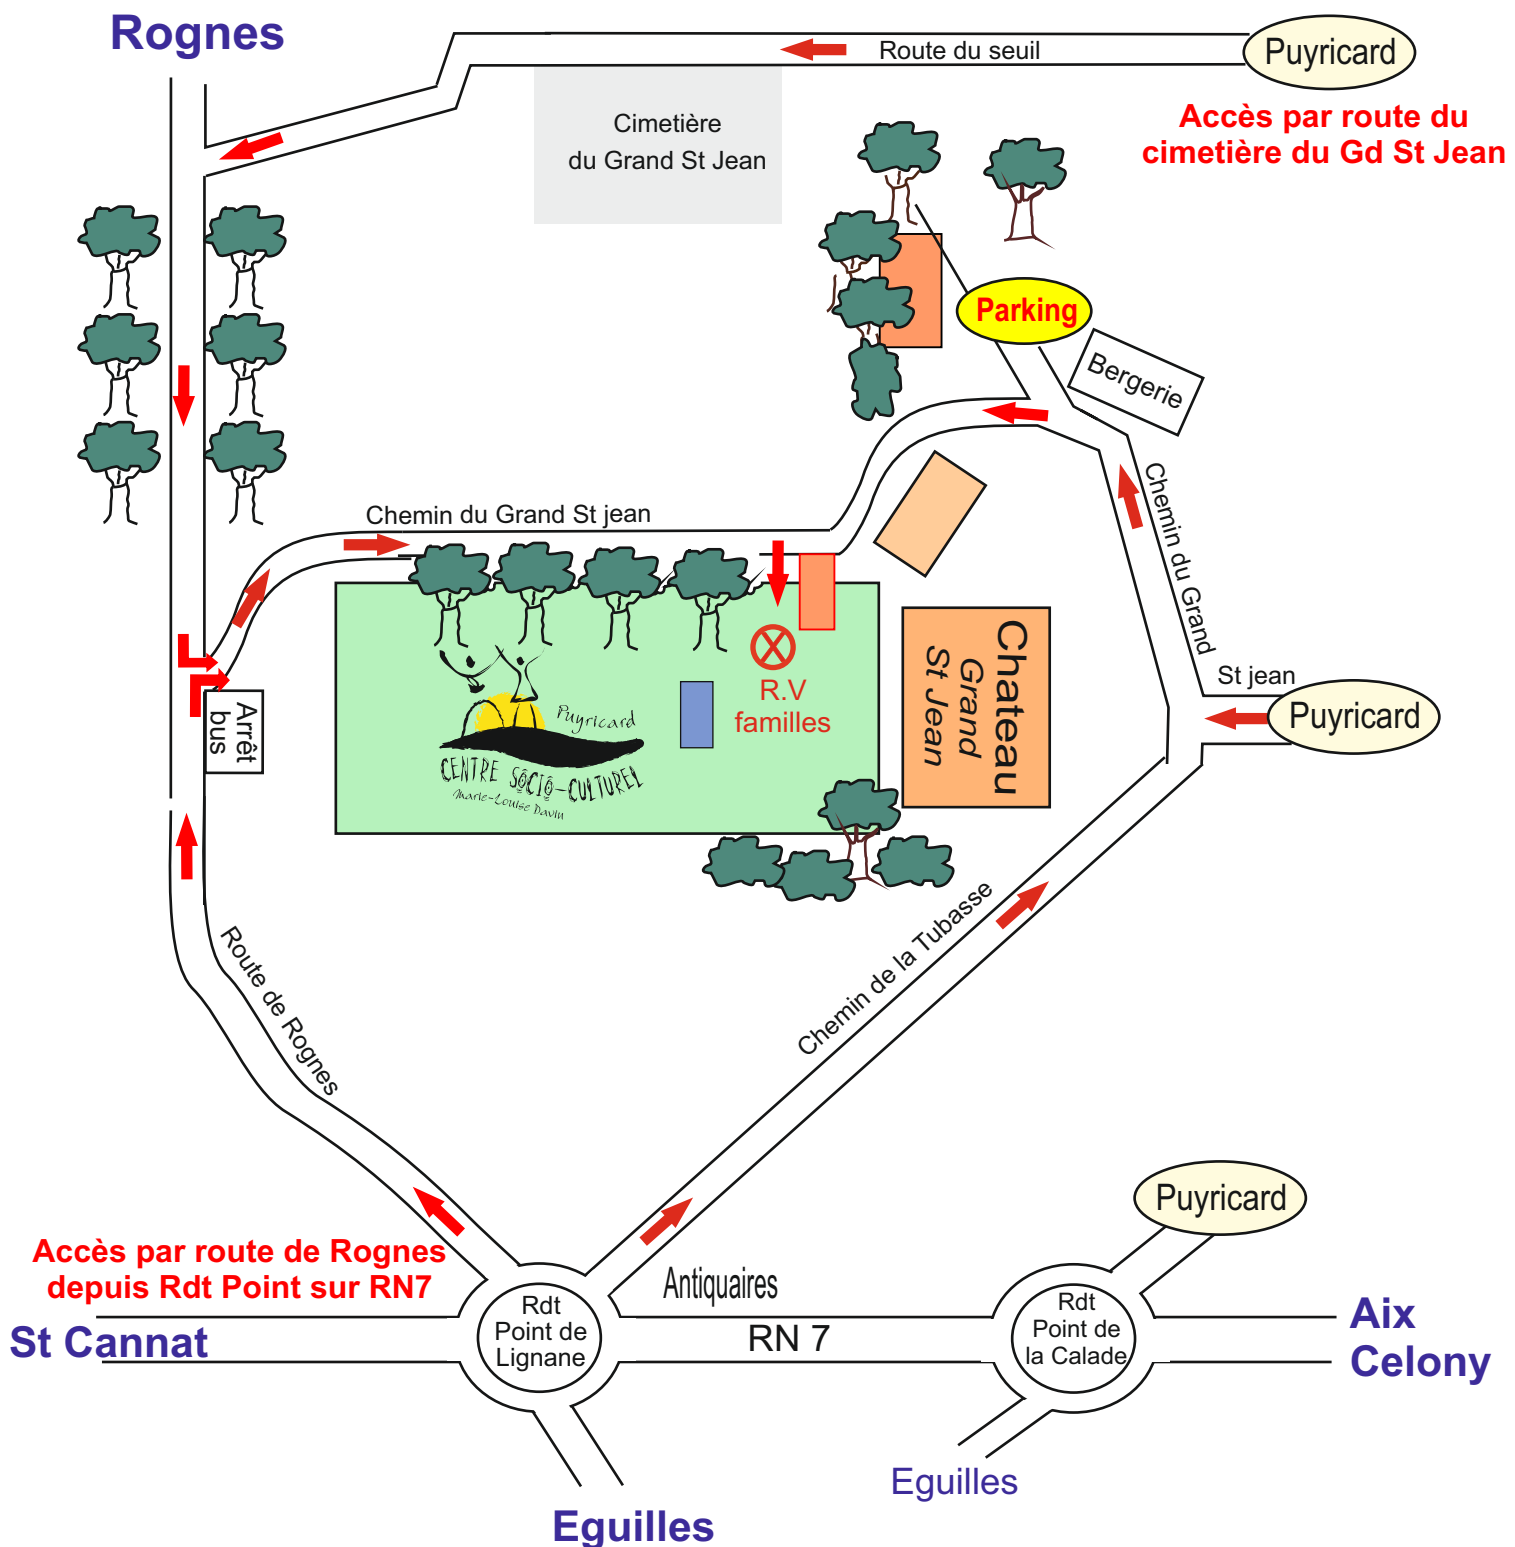 Rognes
Route du seuil
Puyricard
Accès par route du
cimetière du Gd St Jean
Cimetière
du Grand St Jean
Parking
Bergerie
Chemin du Grand St jean
Chemin du Grand
St jean
Puyricard
Arrêt
bus
R.V
familles
Puyricard
CENTRE SOCIO-CULTUREL
Marie-Louise Davin
Chateau
Grand
St Jean
Route de Rognes
Chemin de la Tubasse
Puyricard
Accès par route de Rognes
depuis Rdt Point sur RN7
St Cannat
Rdt
Point de
Lignane
Antiquaires
RN 7
Rdt
Point de
la Calade
Aix
Celony
Eguilles
Eguilles